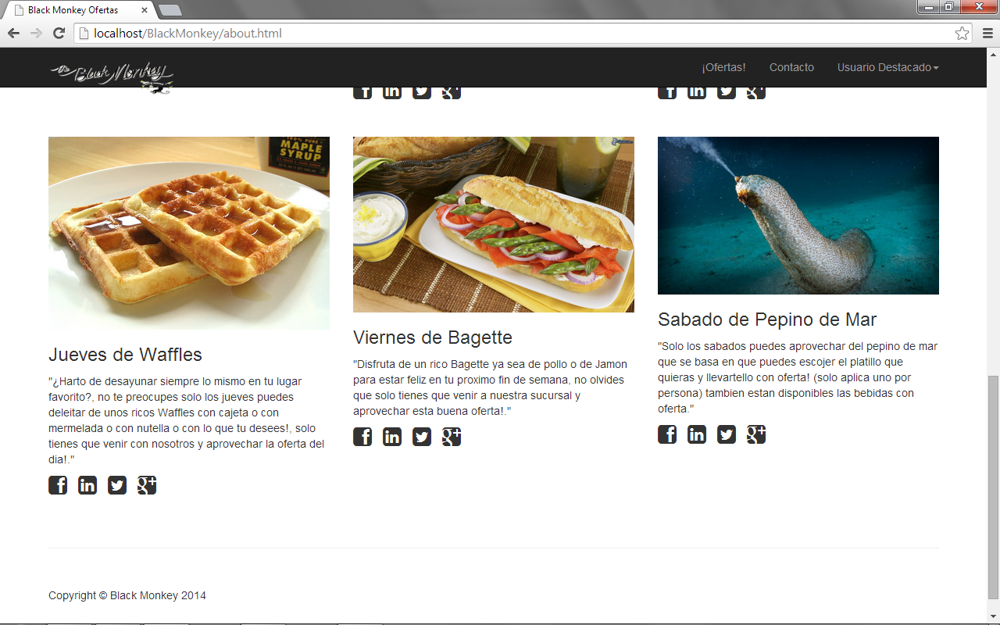 Black Monkey Ofertas
localhost/BlackMonkey/about.html
the Black Monkey
¡Ofertas!
Contacto
Usuario Destacado
100% PURE
MAPLE
SYRUP
Jueves de Waffles
"¿Harto de desayunar siempre lo mismo en tu lugar
favorito?, no te preocupes solo los jueves puedes
deleitar de unos ricos Waffles con cajeta o con
mermelada o con nutella o con lo que tu desees!, solo
tienes que venir con nosotros y aprovechar la oferta del
dia!."
Viernes de Bagette
"Disfruta de un rico Bagette ya sea de pollo o de Jamon
para estar feliz en tu proximo fin de semana, no olvides
que solo tienes que venir a nuestra sucursal y
aprovechar esta buena oferta!."
Sabado de Pepino de Mar
"Solo los sabados puedes aprovechar del pepino de mar
que se basa en que puedes escojer el platillo que
quieras y llevartello con oferta! (solo aplica uno por
persona) tambien estan disponibles las bebidas con
oferta."
Copyright © Black Monkey 2014